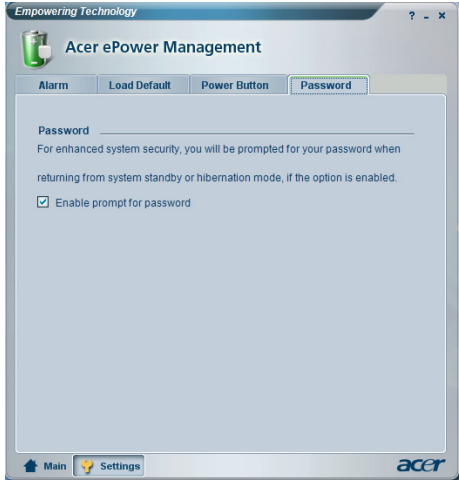 Empowering Technology
? - x
Acer ePower Management
Alarm Load Default Power Button Password
Password
For enhanced system security, you will be prompted for your password when
returning from system standby or hibernation mode, if the option is enabled.
Enable prompt for password
Main Settings acer